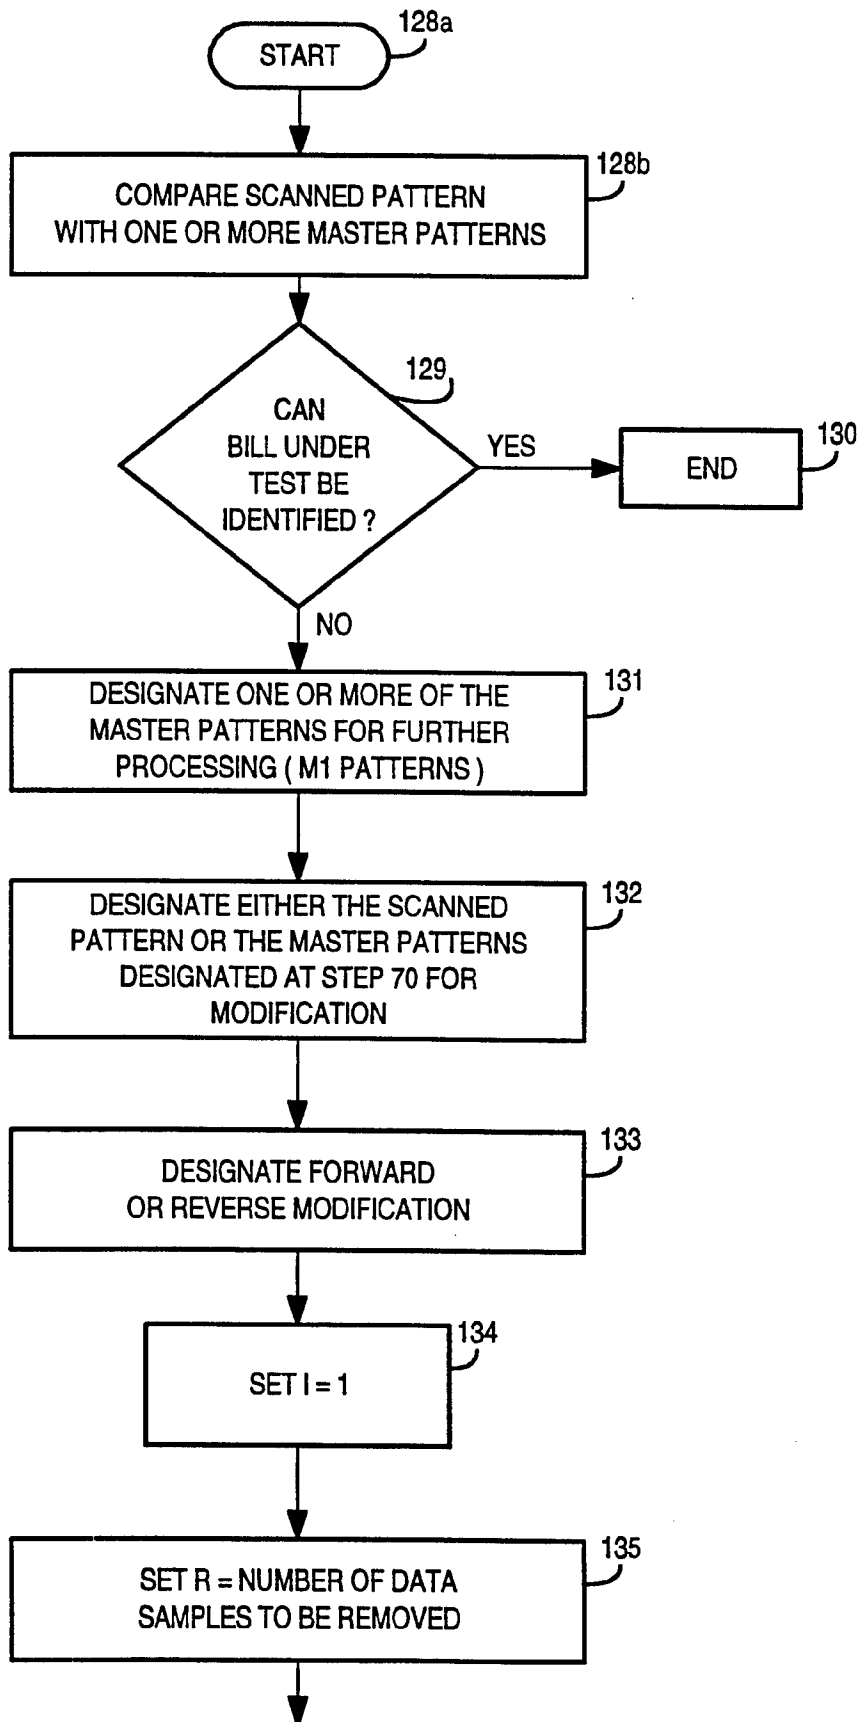 128a
START
128b
COMPARE SCANNED PATTERN
WITH ONE OR MORE MASTER PATTERNS
129
CAN
BILL UNDER
TEST BE
IDENTIFIED ?
YES
130
END
NO
131
DESIGNATE ONE OR MORE OF THE
MASTER PATTERNS FOR FURTHER
PROCESSING ( M1 PATTERNS )
132
DESIGNATE EITHER THE SCANNED
PATTERN OR THE MASTER PATTERNS
DESIGNATED AT STEP 70 FOR
MODIFICATION
133
DESIGNATE FORWARD
OR REVERSE MODIFICATION
134
SET I = 1
135
SET R = NUMBER OF DATA
SAMPLES TO BE REMOVED